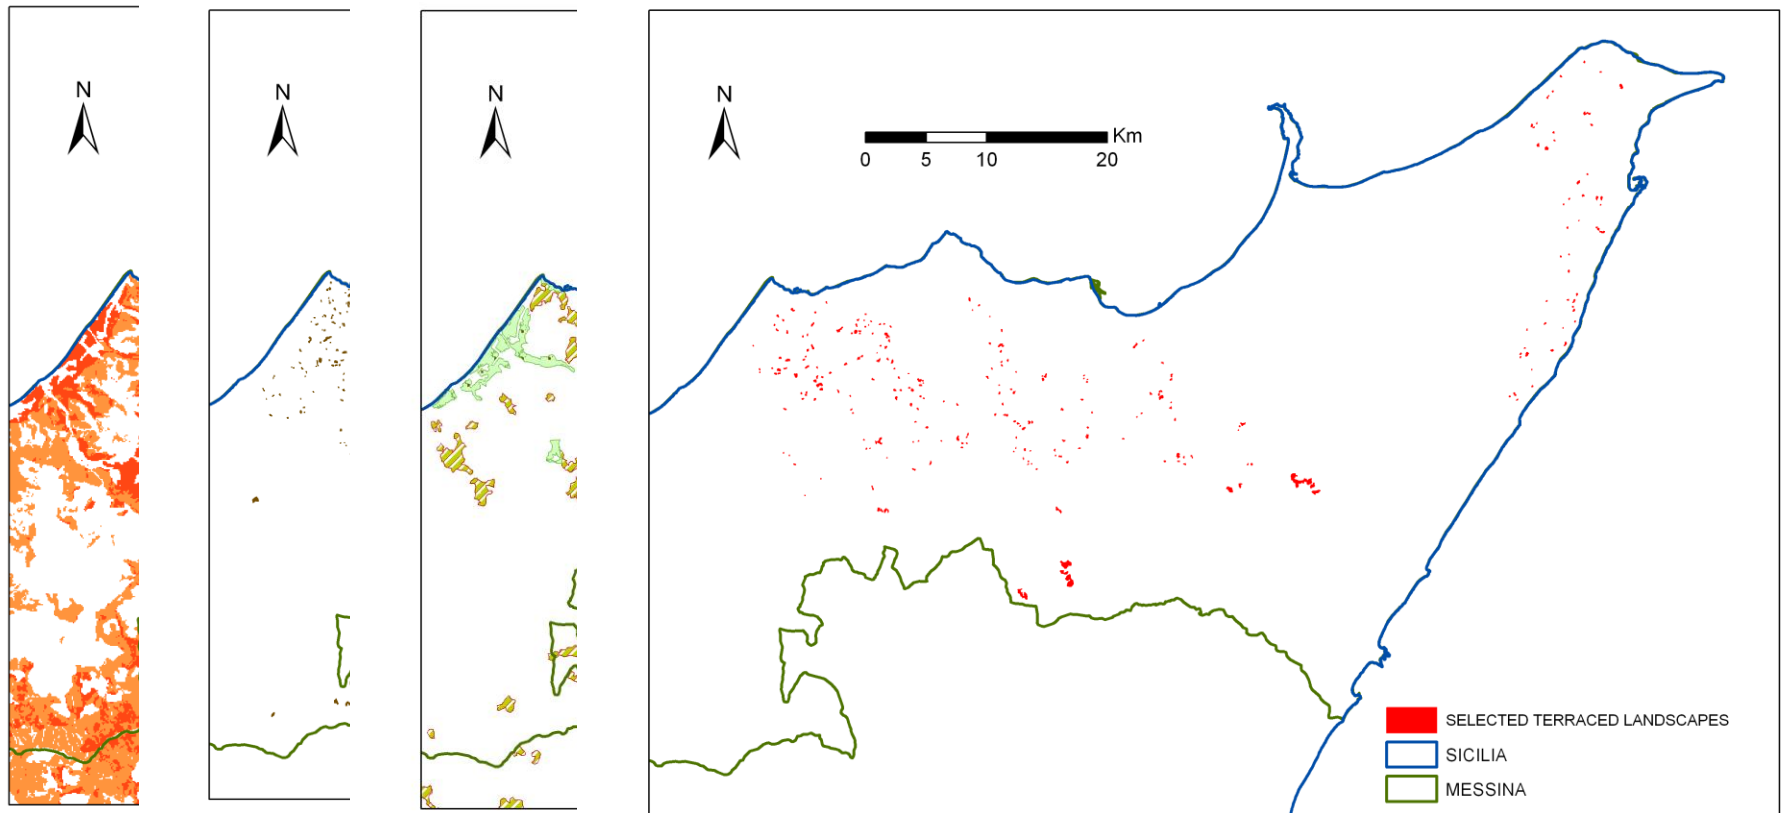 N
N
N
N
Km
0 5 10 20
SELECTED TERRACED LANDSCAPES
SICILIA
MESSINA